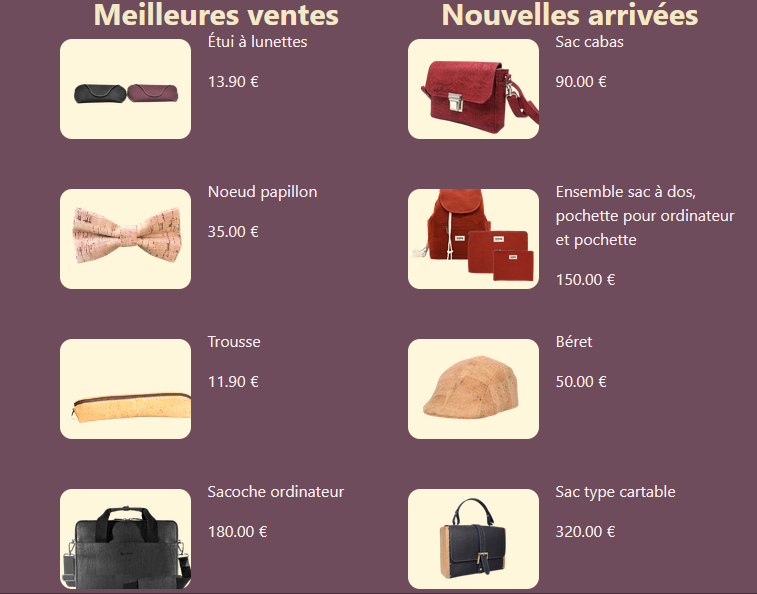 Meilleures ventes
Étui à lunettes
13.90 €
Noeud papillon
35.00 €
Trousse
11.90 €
Sacoche ordinateur
180.00 €
Nouvelles arrivées
Sac cabas
90.00 €
Ensemble sac à dos,
pochette pour ordinateur
et pochette
150.00 €
Béret
50.00 €
Sac type cartable
320.00 €